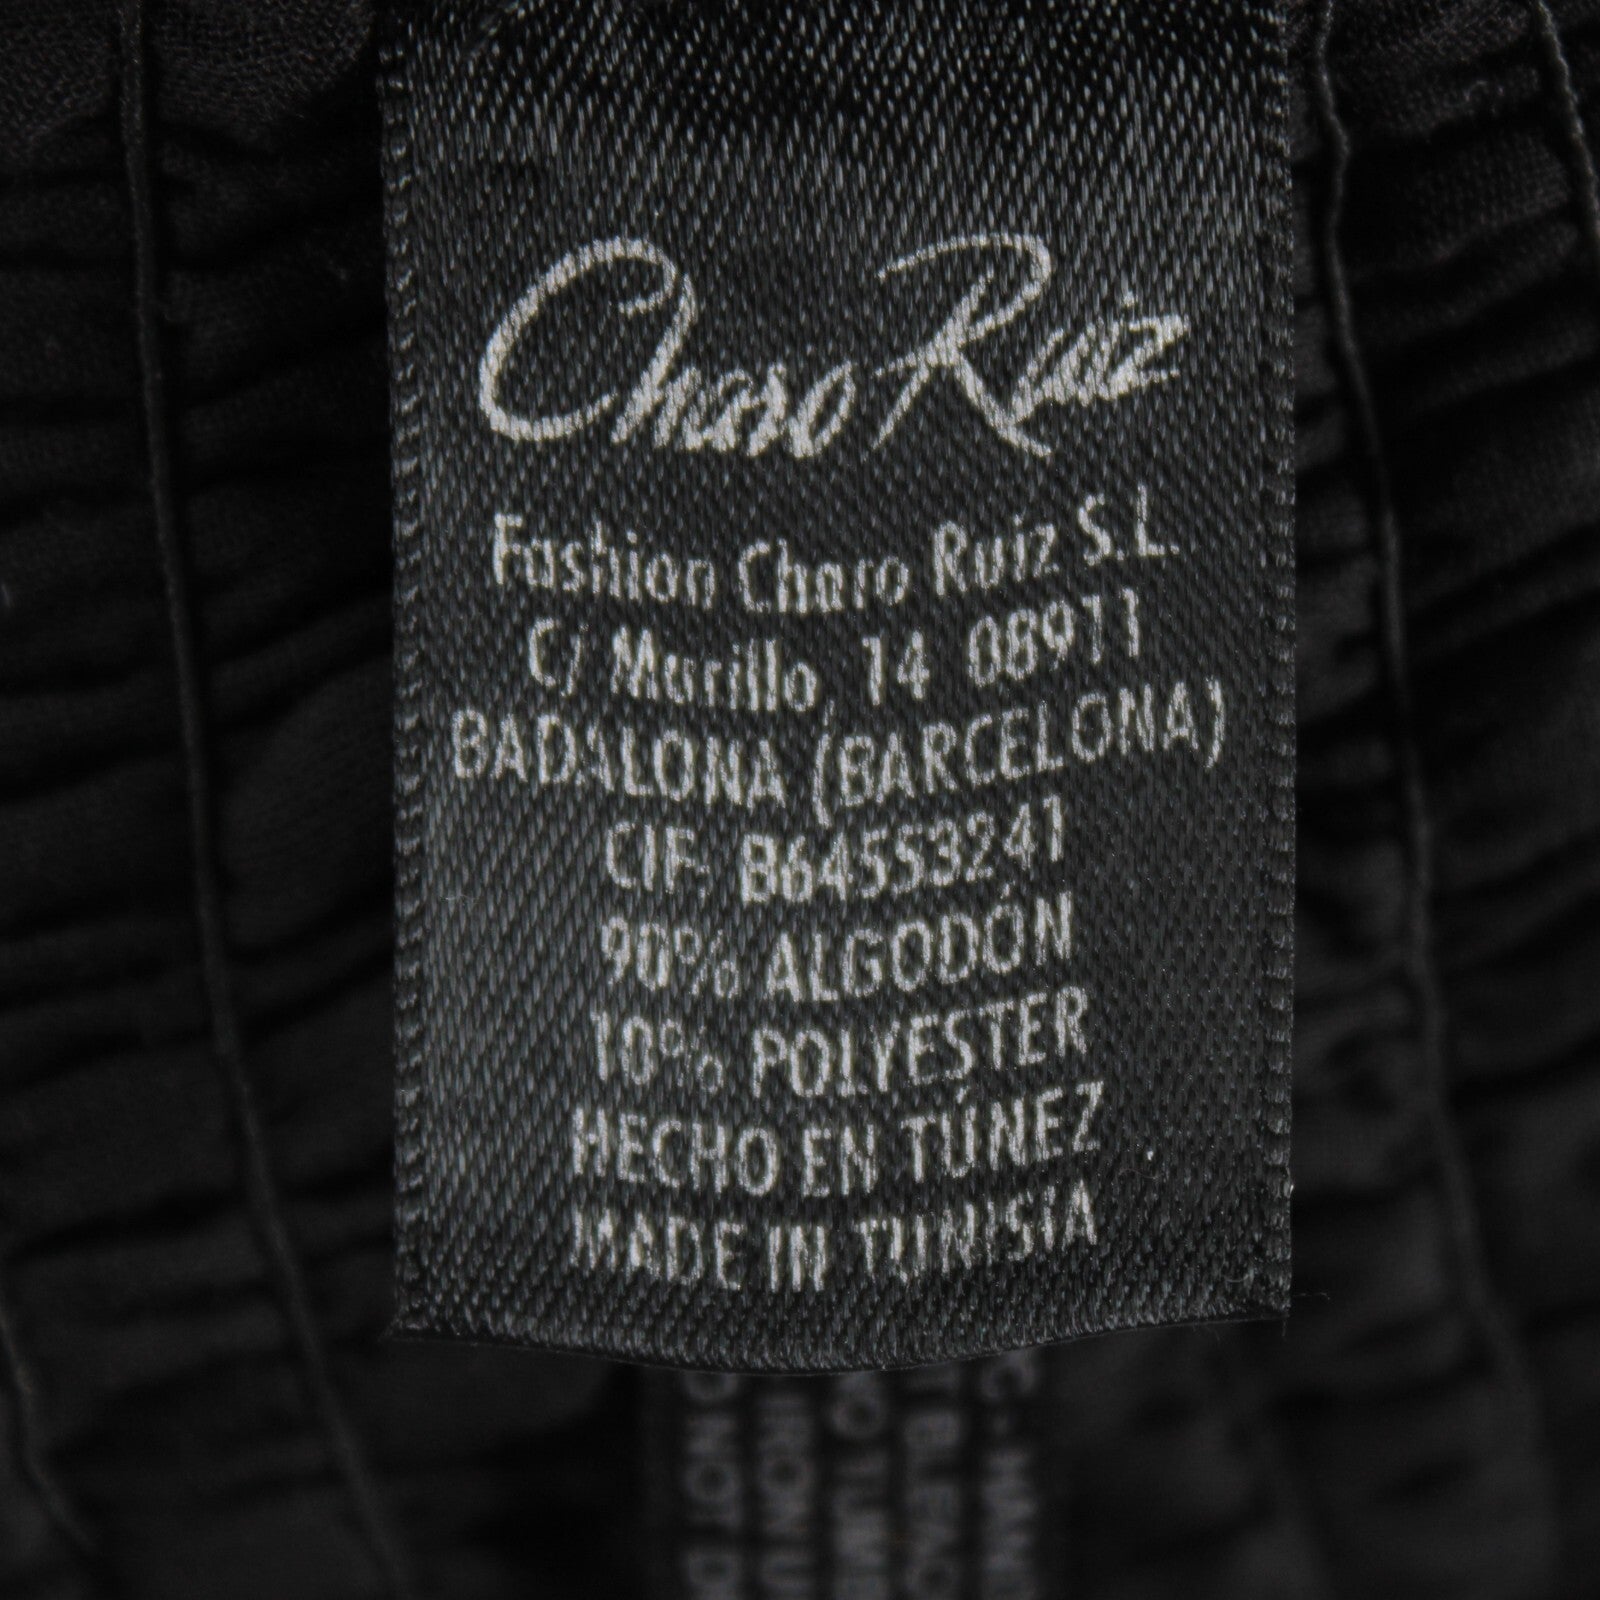 Charo Ruiz
Fashion Charo Ruiz S.L.
C/ Murillo 14 08911
BADALONA (BARCELONA)
CIF: B64553241
90% ALGODÓN
10% POLYESTER
HECHO EN TÚNEZ
MADE IN TUNISIA